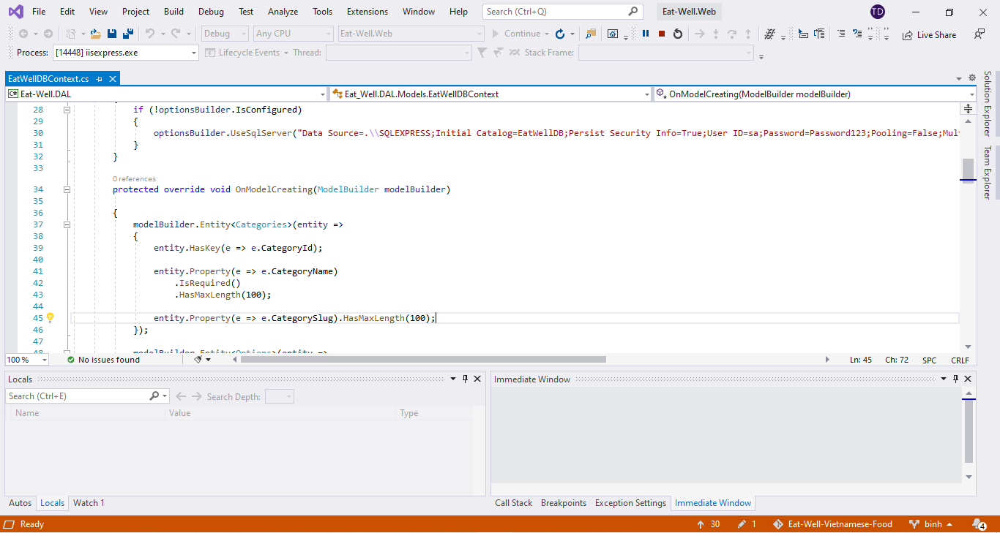 File Edit View Project Build Debug Test Analyze Tools Extensions Window Help Search (Ctrl+Q) Eat-Well.Web TD
Debug Any CPU Eat-Well.Web Continue Live Share
Process: [14448] iisexpress.exe Lifecycle Events Thread: Stack Frame:
EatWellDBContext.cs
C# Eat-Well.DAL Eat_Well.DAL.Models.EatWellDBContext OnModelCreating(ModelBuilder modelBuilder)
28 if (!optionsBuilder.IsConfigured)
29 {
30 optionsBuilder.UseSqlServer("Data Source=.\\SQLEXPRESS;Initial Catalog=EatWellDB;Persist Security Info=True;User ID=sa;Password=Password123;Pooling=False;Mul
31 }
32 }
33
0 references
34 protected override void OnModelCreating(ModelBuilder modelBuilder)
35
36 {
37 modelBuilder.Entity<Categories>(entity =>
38 {
39 entity.HasKey(e => e.CategoryId);
40
41 entity.Property(e => e.CategoryName)
42 .IsRequired()
43 .HasMaxLength(100);
44
45 entity.Property(e => e.CategorySlug).HasMaxLength(100);
46 });
47
48 modelBuilder.Entity<Options>(entity =>
100 % No issues found Ln: 45 Ch: 72 SPC CRLF
Solution Explorer
Team Explorer
Locals
Search (Ctrl+E) Search Depth:
Name Value Type
Autos Locals Watch 1
Immediate Window
Call Stack Breakpoints Exception Settings Immediate Window
Ready 30 1 Eat-Well-Vietnamese-Food binh 4